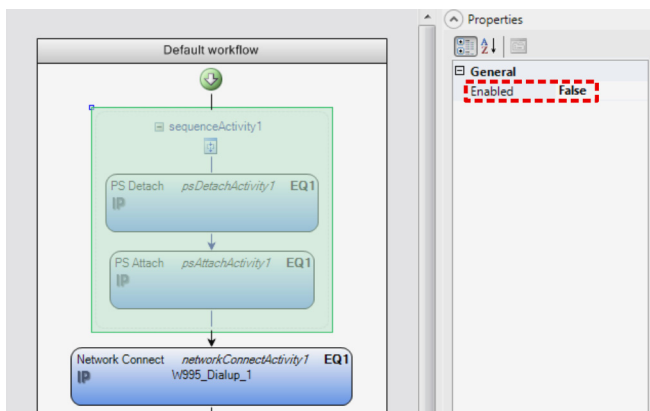 Properties
Default workflow
General
Enabled False
sequenceActivity1
PS Detach psDetachActivity1 EQ1
IP
PS Attach psAttachActivity1 EQ1
IP
Network Connect networkConnectActivity1 EQ1
IP W995_Dialup_1